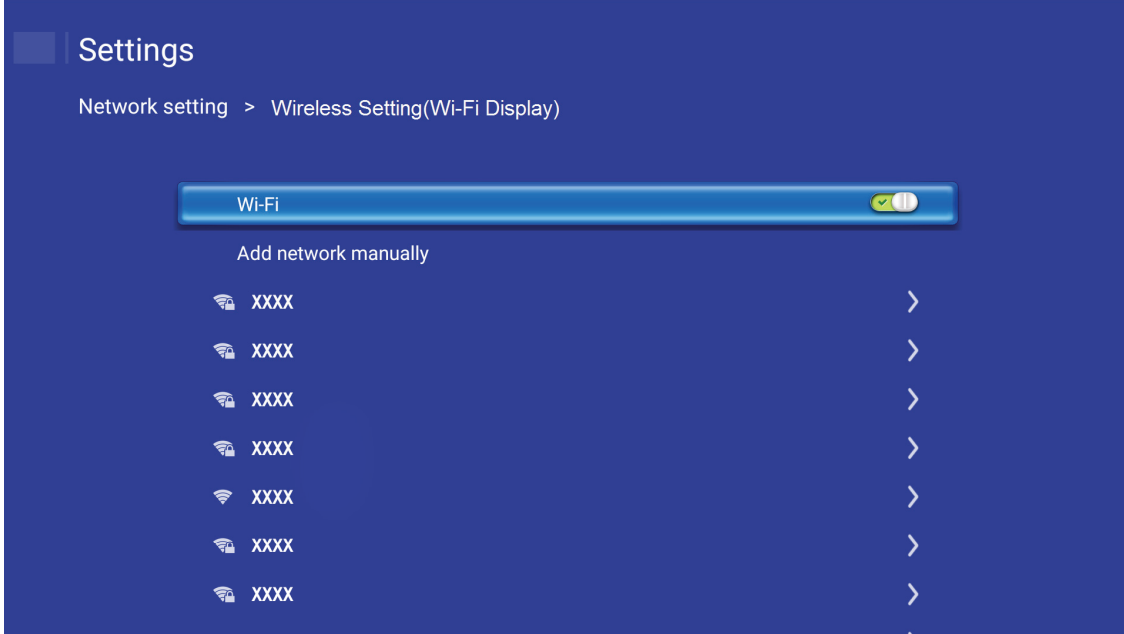 Settings
Network setting > Wireless Setting(Wi-Fi Display)
Wi-Fi
Add network manually
XXXX
XXXX
XXXX
XXXX
XXXX
XXXX
XXXX